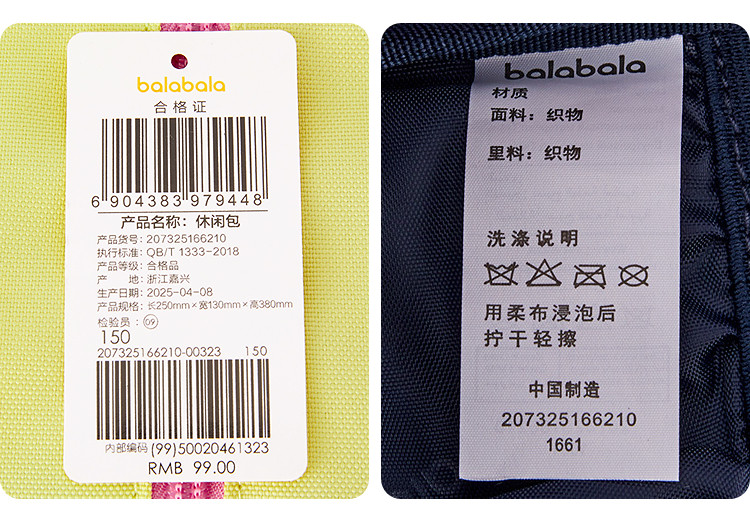 balabala
合格证
6 904383 979448
产品名称：休闲包
产品货号：207325166210
执行标准：QB/T 1333-2018
产品等级：合格品
产　地：浙江嘉兴
生产日期：2025-04-08
产品规格：长250mm×宽130mm×高380mm
检验员：09
150
207325166210-00323 150
内部编码 (99)50020461323
RMB 99.00
balabala
材质
面料：织物
里料：织物
洗涤说明
用柔布浸泡后
拧干轻擦
中国制造
207325166210
1661